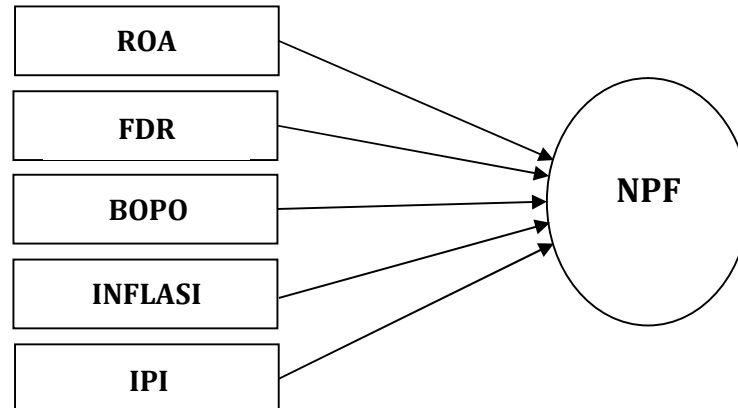 ROA
FDR
BOPO
INFLASI
IPI
NPF